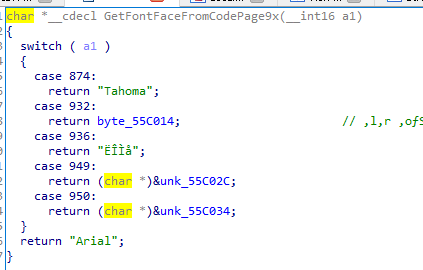 char *__cdecl GetFontFaceFromCodePage9x(__int16 a1)
{
switch ( a1 )
{
case 874:
return "Tahoma";
case 932:
return byte_55C014; // ‚l‚r ‚of
case 936:
return "ËÎÌå";
case 949:
return (char *)&unk_55C02C;
case 950:
return (char *)&unk_55C034;
}
return "Arial";
}